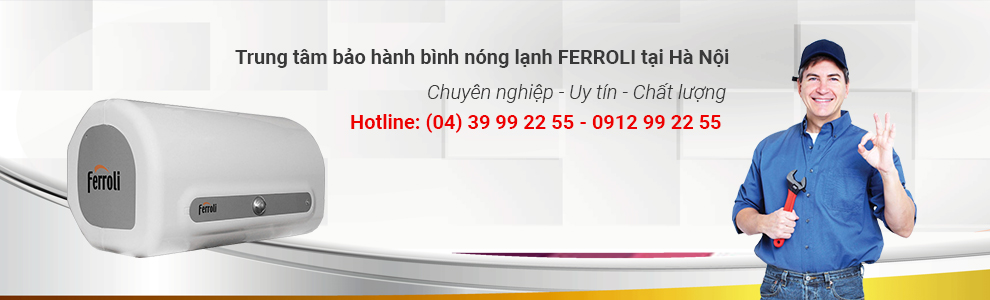 Trung tâm bảo hành bình nóng lạnh FERROLI tại Hà Nội
Chuyên nghiệp - Uy tín - Chất lượng
Hotline: (04) 39 99 22 55 - 0912 99 22 55
Ferroli
Ferroli